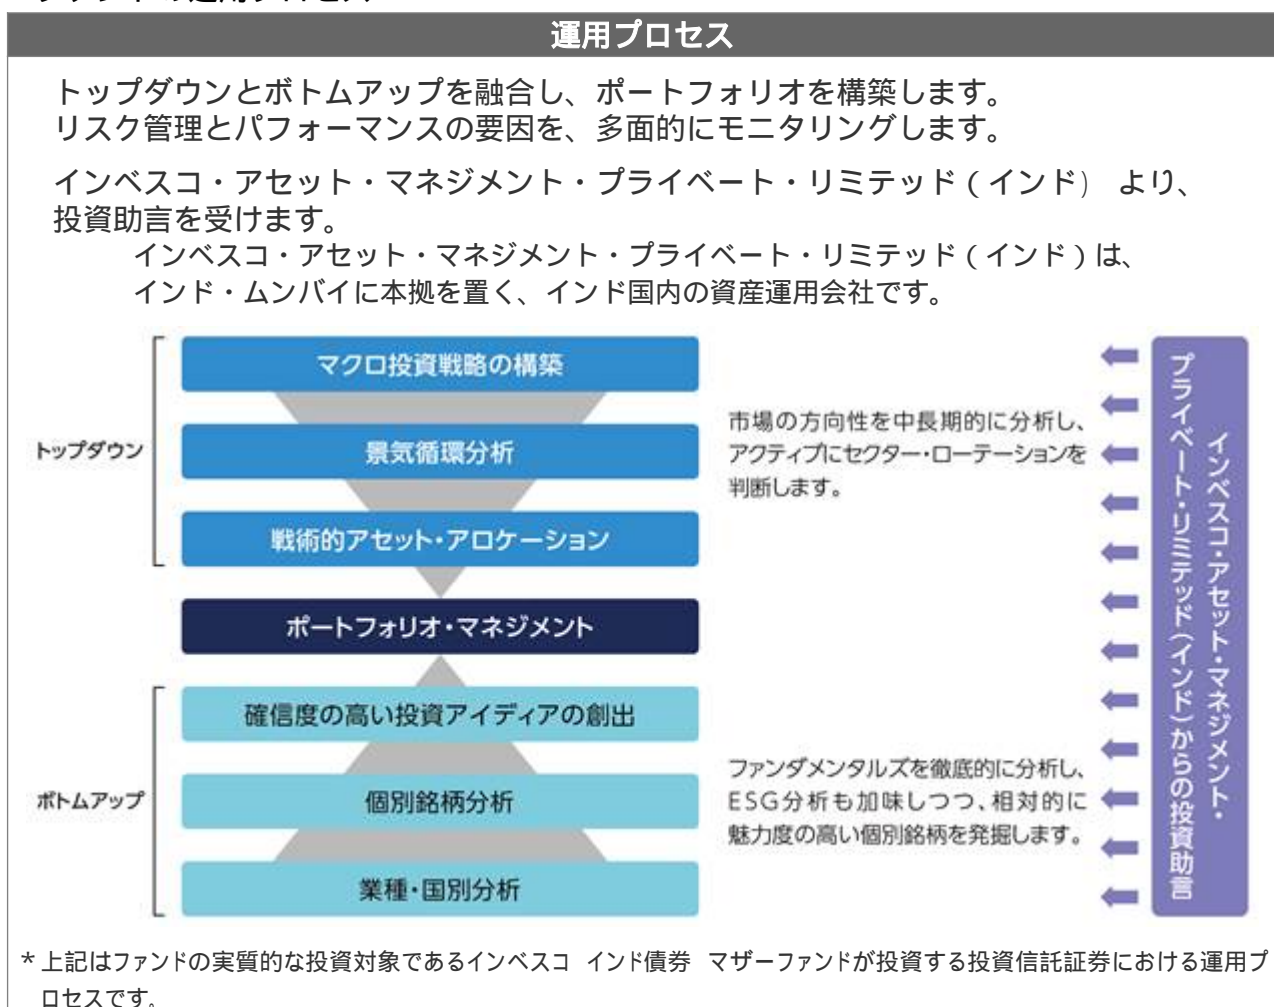 運用プロセス
トップダウンとボトムアップを融合し、ポートフォリオを構築します。
リスク管理とパフォーマンスの要因を、多面的にモニタリングします。
インベスコ・アセット・マネジメント・プライベート・リミテッド（インド） より、
投資助言を受けます。
インベスコ・アセット・マネジメント・プライベート・リミテッド（インド）は、
インド・ムンバイに本拠を置く、インド国内の資産運用会社です。
トップダウン
マクロ投資戦略の構築
景気循環分析
戦術的アセット・アロケーション
市場の方向性を中長期的に分析し、
アクティブにセクター・ローテーションを
判断します。
ポートフォリオ・マネジメント
ボトムアップ
確信度の高い投資アイディアの創出
個別銘柄分析
業種・国別分析
ファンダメンタルズを徹底的に分析し、
ESG分析も加味しつつ、相対的に
魅力度の高い個別銘柄を発掘します。
インベスコ・アセット・マネジメント・
プライベート・リミテッド（インド）からの投資助言
*上記はファンドの実質的な投資対象であるインベスコ インド債券 マザーファンドが投資する投資信託証券における運用プ
ロセスです。